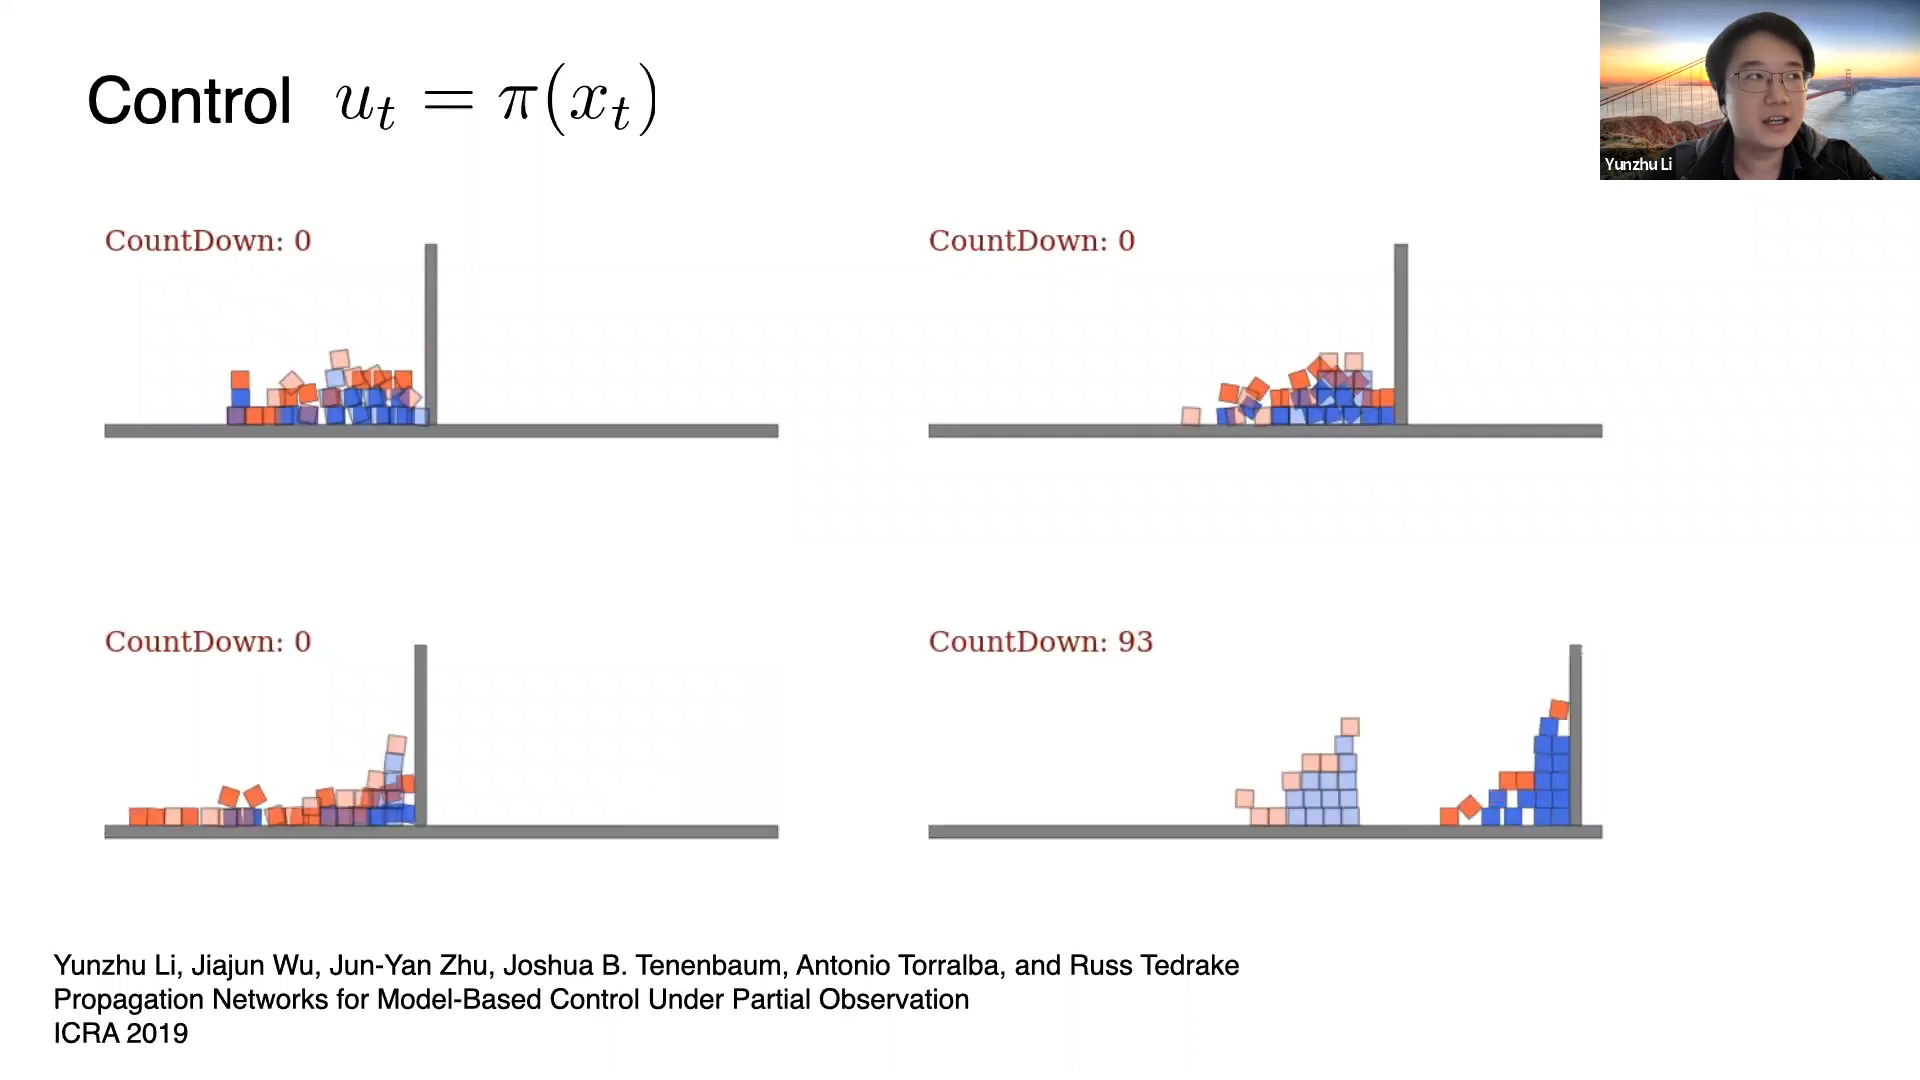 Control u_t = π(x_t)
Yunzhu Li
CountDown: 0
CountDown: 0
CountDown: 0
CountDown: 93
Yunzhu Li, Jiajun Wu, Jun-Yan Zhu, Joshua B. Tenenbaum, Antonio Torralba, and Russ Tedrake
Propagation Networks for Model-Based Control Under Partial Observation
ICRA 2019